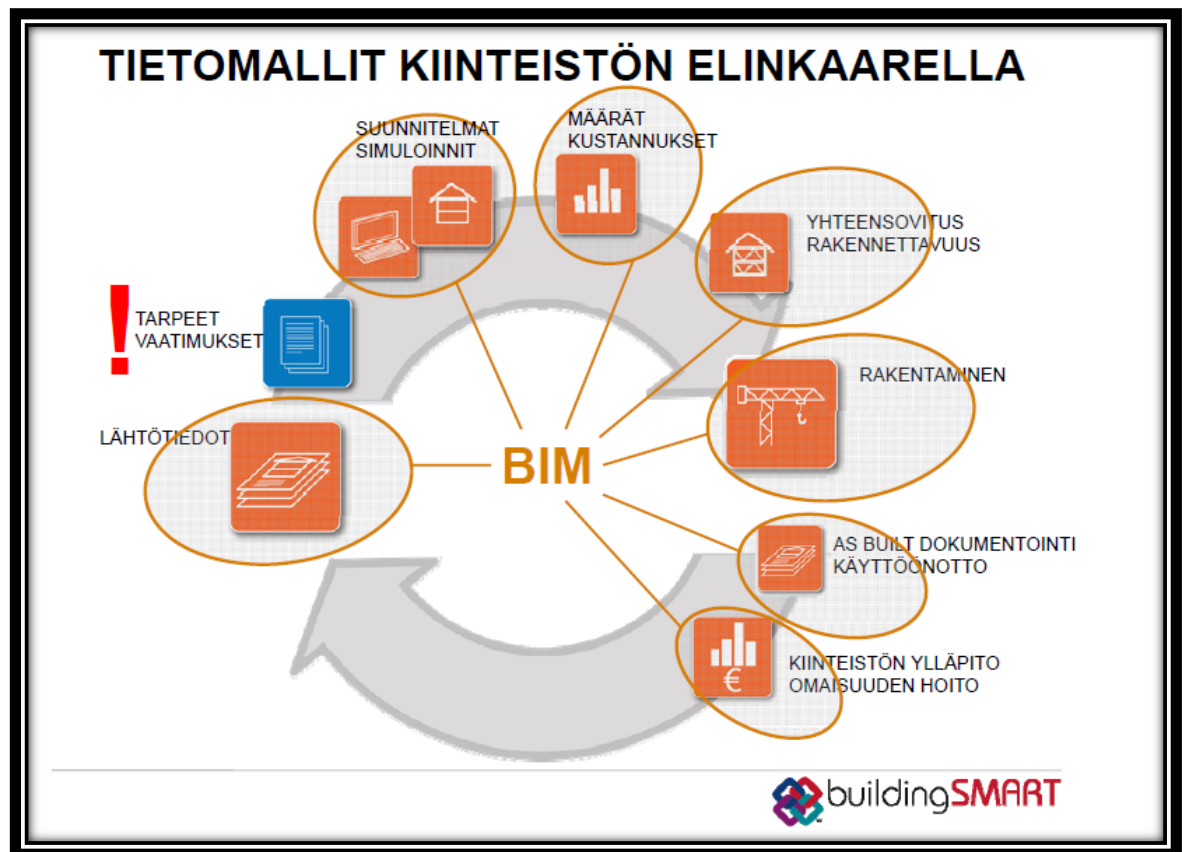 TIETOMALLIT KIINTEISTÖN ELINKAARELLA
SUUNNITELMAT
SIMULOINNIT
MÄÄRÄT
KUSTANNUKSET
YHTEENSOVITUS
RAKENNETTAVUUS
!
TARPEET
VAATIMUKSET
RAKENTAMINEN
LÄHTÖTIEDOT
BIM
AS BUILT DOKUMENTOINTI
KÄYTTÖÖNOTTO
€
KIINTEISTÖN YLLÄPITO
OMAISUUDEN HOITO
buildingSMART